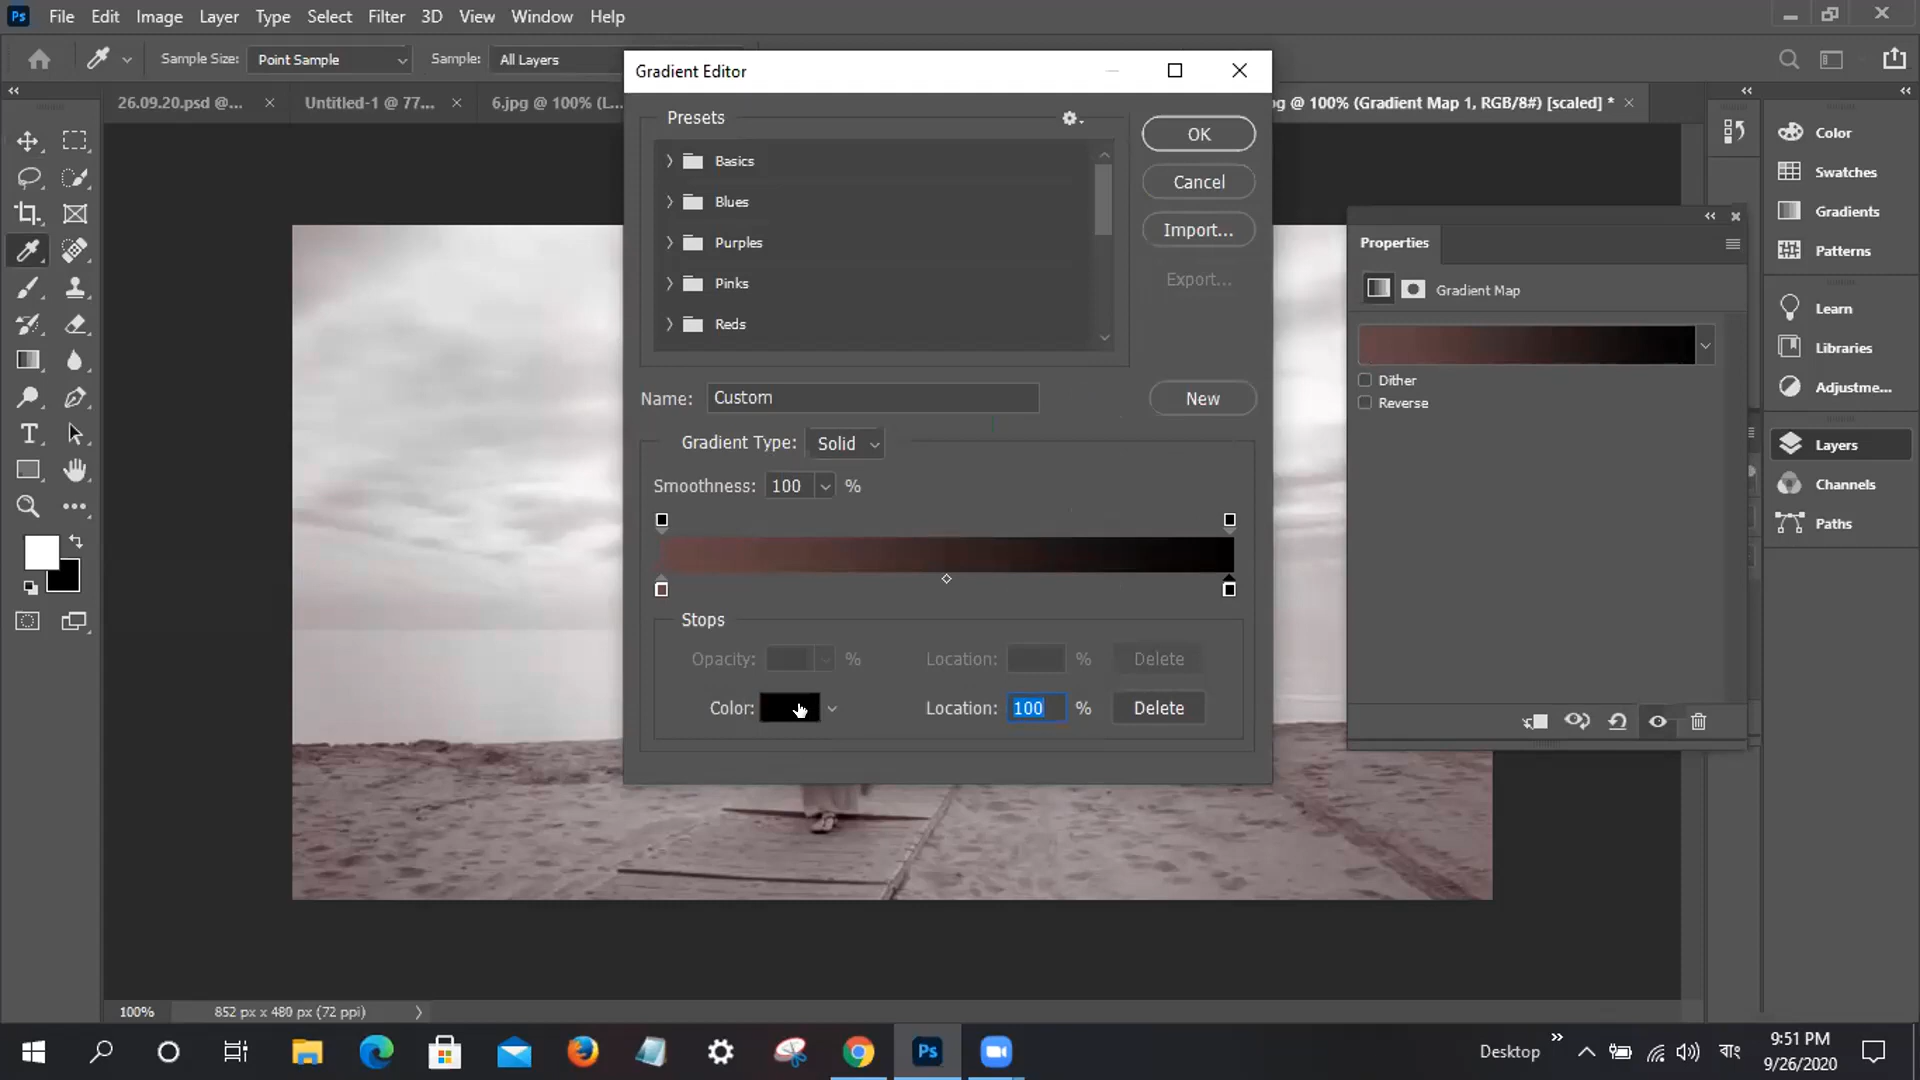 Ps File Edit Image Layer Type Select Filter 3D View Window Help
Sample Size: Point Sample Sample: All Layers
26.09.20.psd @... × Untitled-1 @ 77... × 6.jpg @ 100% (L... @ 100% (Gradient Map 1, RGB/8#) [scaled] * ×
Gradient Editor
Presets
Basics
Blues
Purples
Pinks
Reds
OK
Cancel
Import...
Export...
Name: Custom
New
Gradient Type: Solid
Smoothness: 100 %
Stops
Opacity: % Location: % Delete
Color: Location: 100 % Delete
Properties
Gradient Map
Dither
Reverse
Color
Swatches
Gradients
Patterns
Learn
Libraries
Adjustme...
Layers
Channels
Paths
100% 852 px x 480 px (72 ppi)
Ps
Desktop
বাং
9:51 PM
9/26/2020